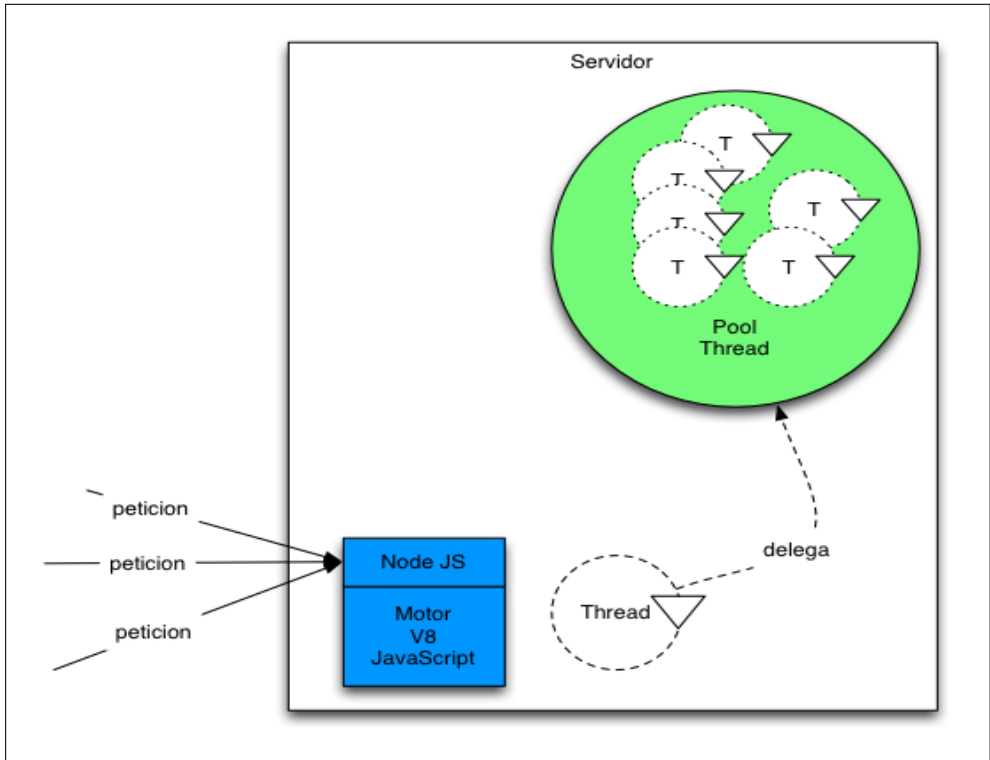 Servidor
T
T
T
T
T
T
Pool
Thread
peticion
peticion
peticion
Node JS
Motor
V8
JavaScript
Thread
delega